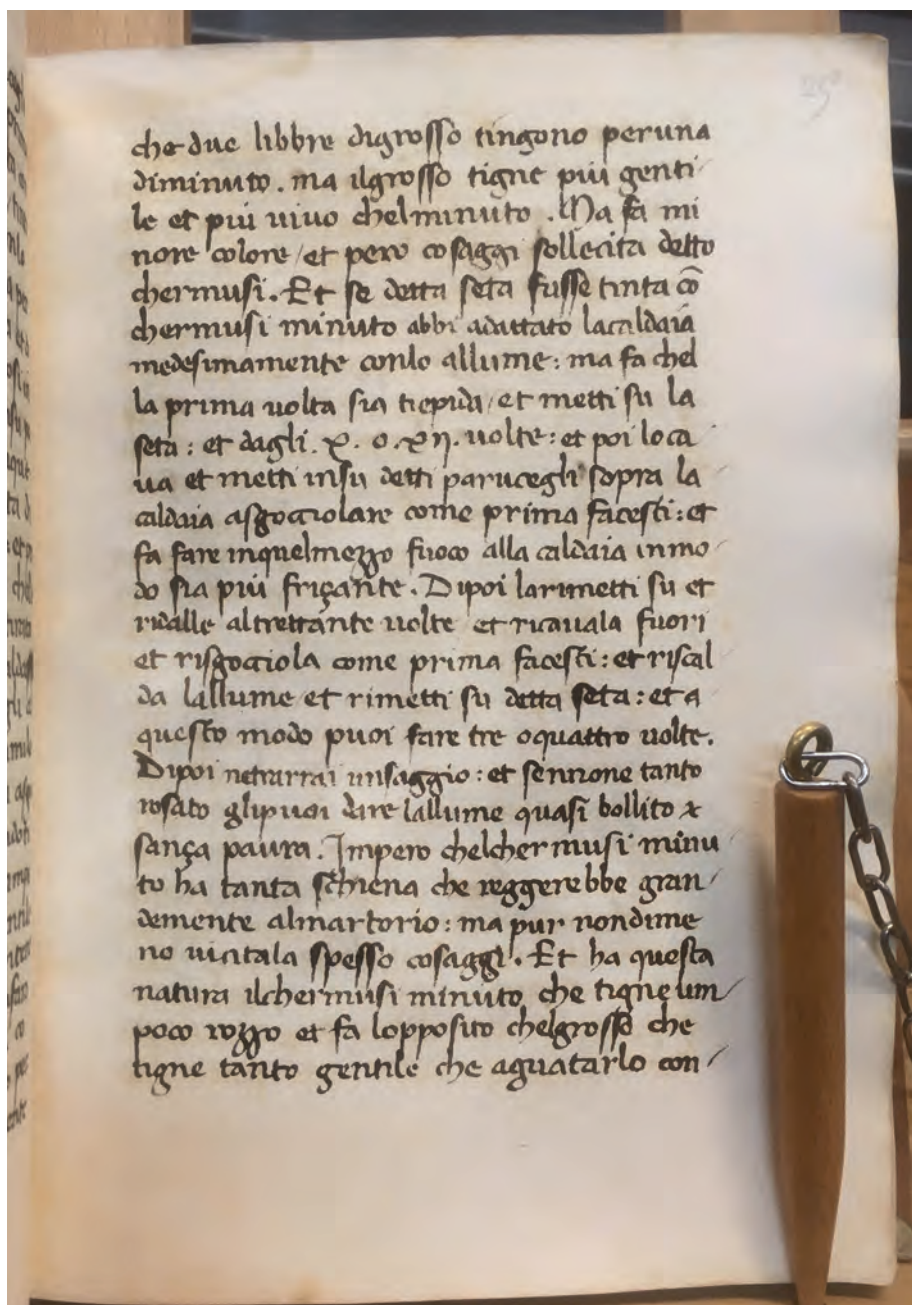 che due libbre digrosso tingono peruna
diminuto. ma ilgrosso tigne più genti
le et più uiuo chelminuto. Ma fa mi
nore colore / et pero cosaggi sollecita detto
chermusi. Et se detta seta fusse tinta cō
chermusi minuto abbi adattato lacaldaia
medesimamente conlo allume: ma fa chel
la prima uolta sia tiepida / et metti su la
seta: et dagli .x. o .xij. uolte: et poi loca
ua et metti insu detti parucegli sopra la
caldaia asgocciolare come prima facesti: et
fa fare inquelmezzo fuoco alla caldaia inmo
do sia più friçante. Dipoi larimetti su et
ridalle altrettante uolte et ricauala fuori
et risgocciola come prima facesti: et riscal
da lallume et rimetti su detta seta: et a
questo modo puoi fare tre oquattro uolte.
Dipoi netrarrai unsaggio: et sennone tanto
rosato glipuoi dare lallume quasi bollito &
sança paura. Impero chelchermusi minu
to ha tanta schiena che reggerebbe gran
demente almartorio: ma pur nondime
no uicitala spesso cosaggi. Et ha questa
natura ilchermusi minuto che tigne um
poco rozzo et fa lopposito chelgrosso che
tigne tanto gentile che aguatarlo con